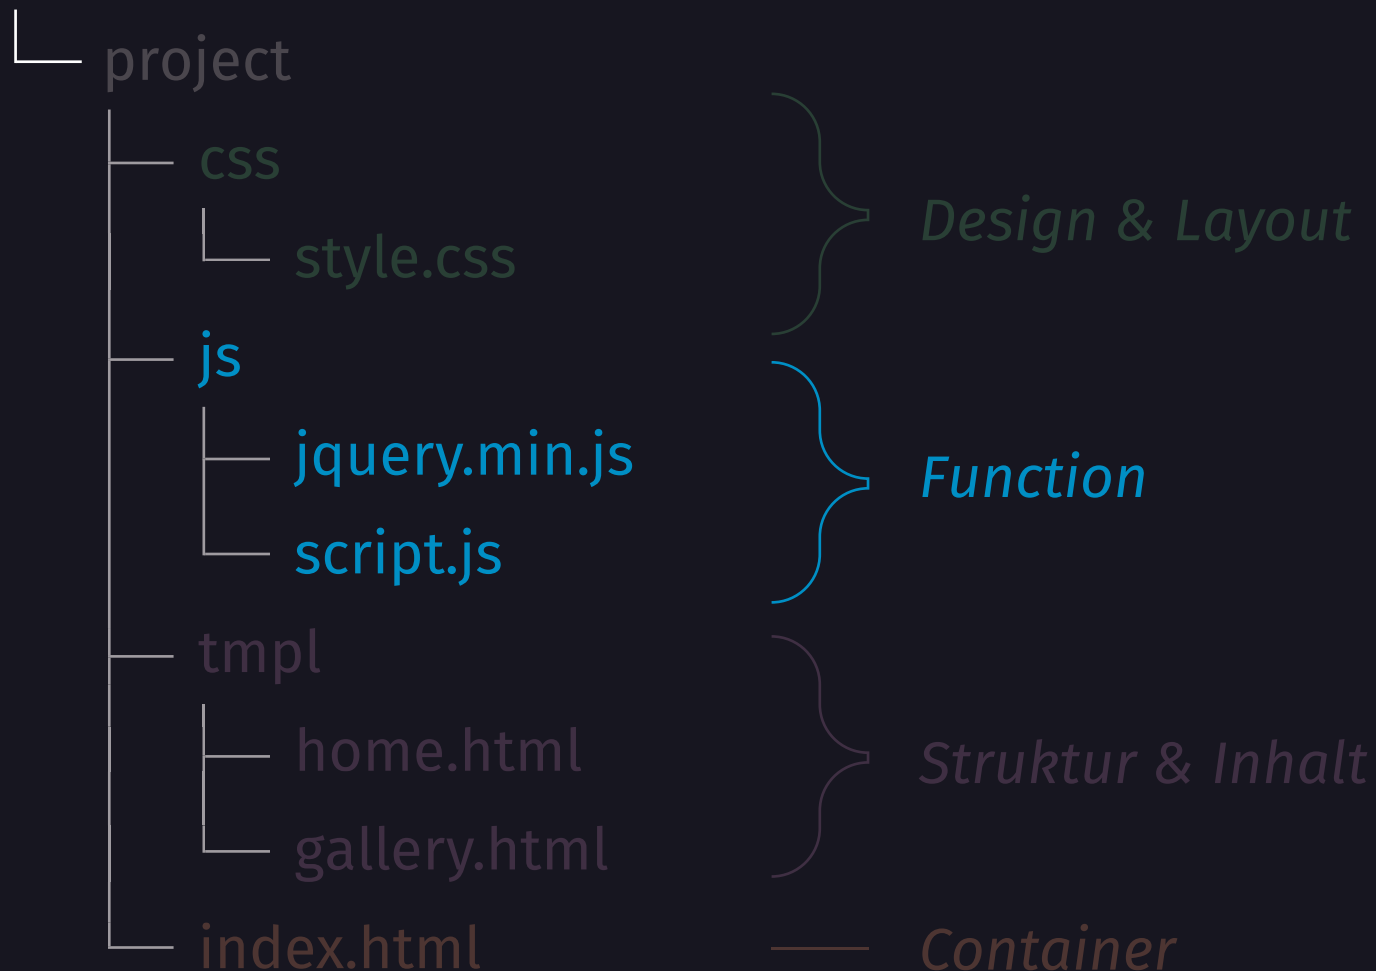 project
css
style.css
Design & Layout
js
jquery.min.js
script.js
Function
tmpl
home.html
gallery.html
Struktur & Inhalt
index.html
Container